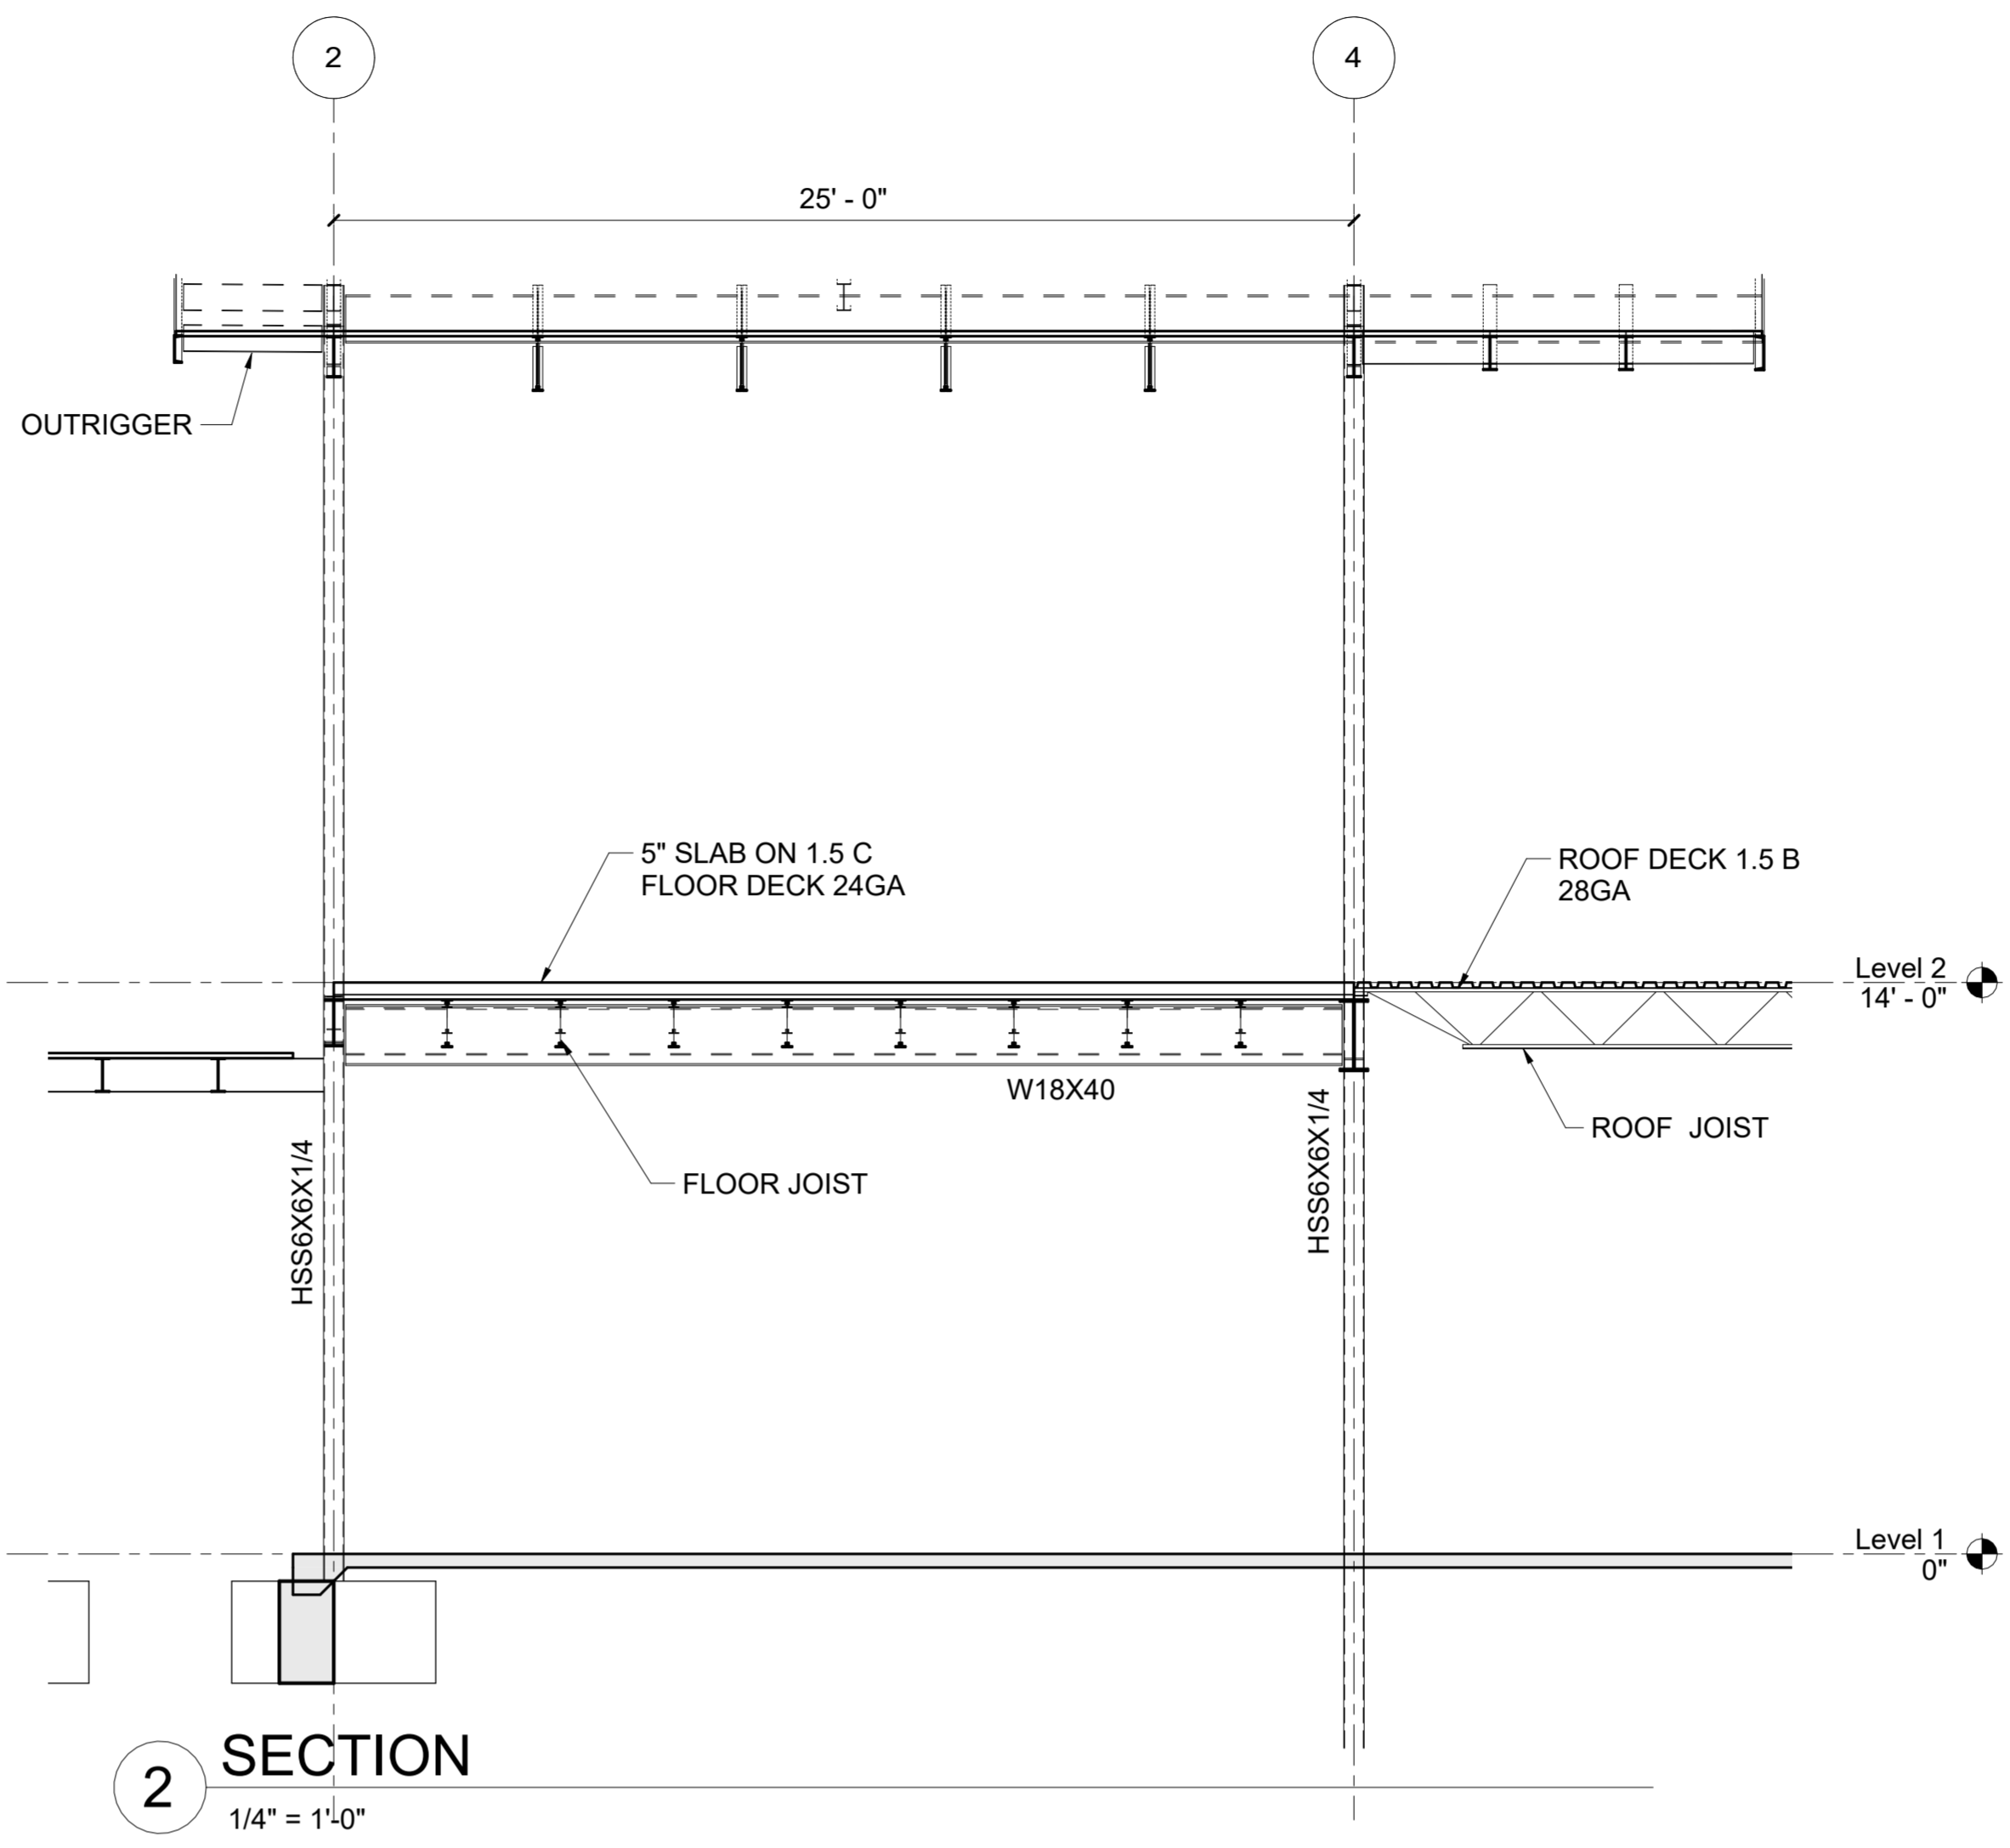 2
4
25' - 0"
OUTRIGGER
5" SLAB ON 1.5 C
FLOOR DECK 24GA
ROOF DECK 1.5 B
28GA
Level 2
14' - 0"
W18X40
HSS6X6X1/4
HSS6X6X1/4
ROOF JOIST
FLOOR JOIST
Level 1
0"
2
SECTION
1/4" = 1'-0"